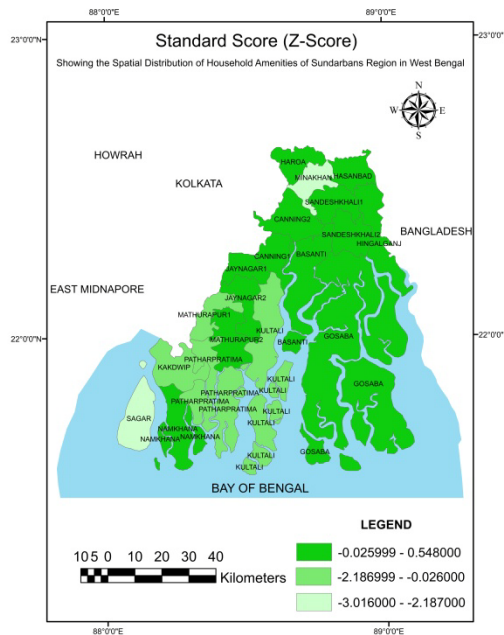 88°0'0"E 89°0'0"E
23°0'0"N 23°0'0"N
Standard Score (Z-Score)
Showing the Spatial Distribution of Household Amenities of Sundarbans Region in West Bengal
N
W E
S
HOWRAH
KOLKATA
HAROA
MINAKHAN HASANBAD
SANDESHKHALI1
CANNING2
SANDESHKHALI2
BANGLADESH
HINGALGANJ
CANNING1 BASANTI
JAYNAGAR1
EAST MIDNAPORE
JAYNAGAR2
MATHURAPUR1
KULTALI
22°0'0"N 22°0'0"N
MATHURAPUR2 BASANTI GOSABA
PATHARPRATIMA
KAKDWIP
KULTALI
GOSABA
PATHARPRATIMA KULTALI
PATHARPRATIMA
PATHARPRATIMA
KULTALI
SAGAR
KULTALI
NAMKHANA
NAMKHANA NAMKHANA
GOSABA
KULTALI
KULTALI
BAY OF BENGAL
LEGEND
-0.025999 - 0.548000
-2.186999 - -0.026000
-3.016000 - -2.187000
10 5 0 10 20 30 40
Kilometers
88°0'0"E 89°0'0"E